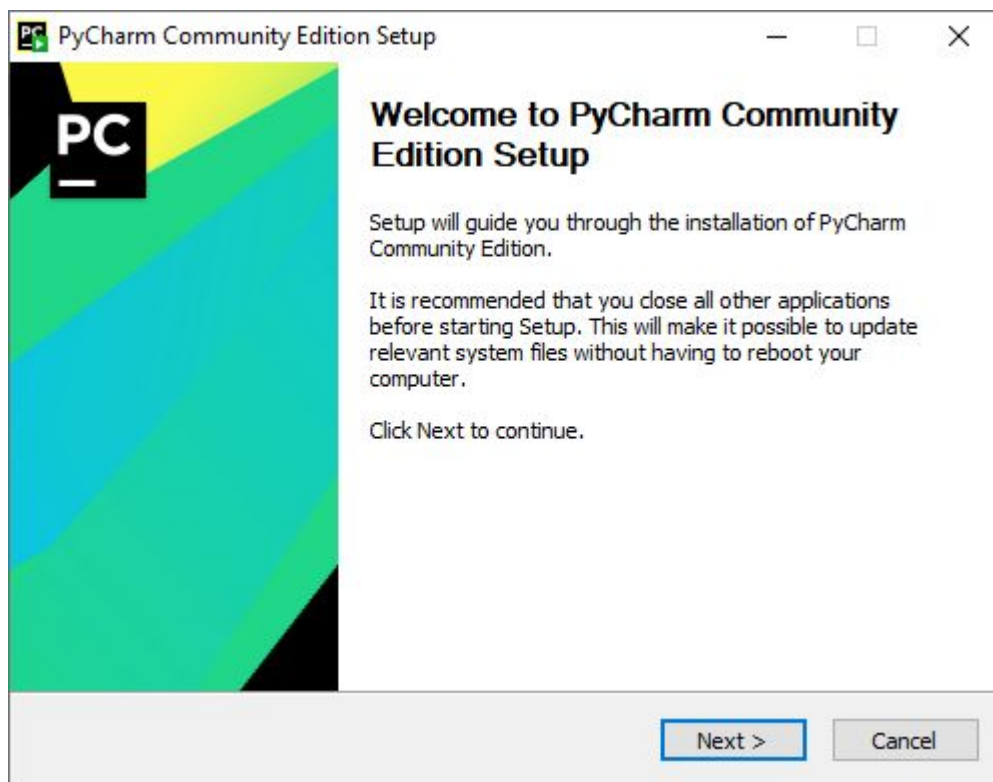 PyCharm Community Edition Setup
PC
Welcome to PyCharm Community
Edition Setup
Setup will guide you through the installation of PyCharm
Community Edition.
It is recommended that you close all other applications
before starting Setup. This will make it possible to update
relevant system files without having to reboot your
computer.
Click Next to continue.
Next >
Cancel